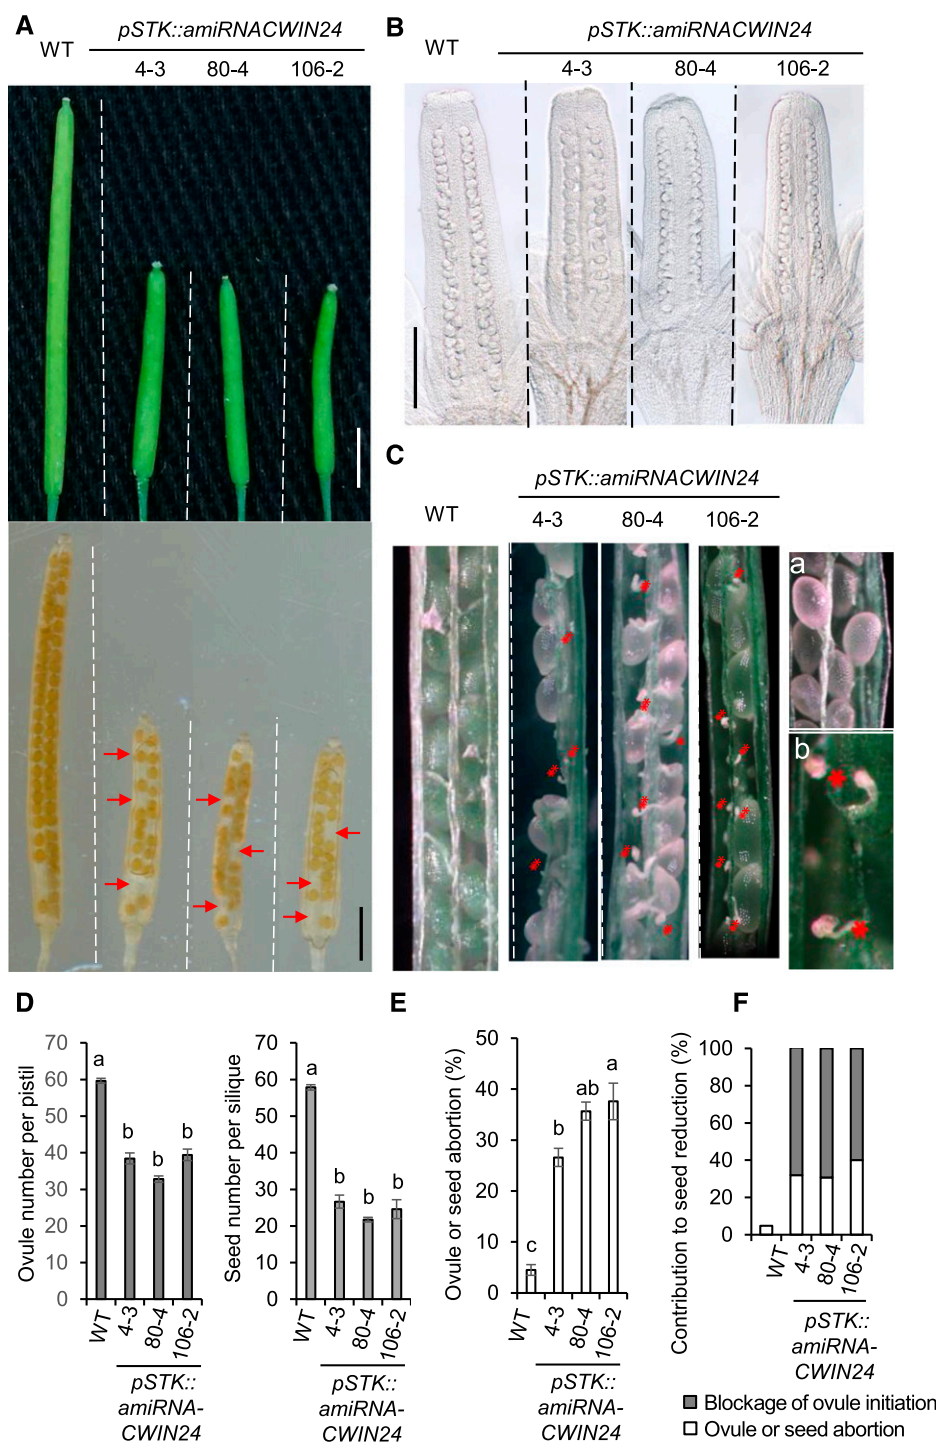 A
pSTK::amiRNACWIN24
WT
4-3 80-4 106-2
B
pSTK::amiRNACWIN24
WT
4-3 80-4 106-2
C
pSTK::amiRNACWIN24
WT
4-3 80-4 106-2
a
b
D
Ovule number per pistil
70
60
50
40
30
20
10
0
a
b
b
b
WT 4-3 80-4 106-2
pSTK::
amiRNA-
CWIN24
Seed number per silique
70
60
50
40
30
20
10
0
a
b
b
b
WT 4-3 80-4 106-2
pSTK::
amiRNA-
CWIN24
E
Ovule or seed abortion (%)
50
40
30
20
10
0
c
b
ab
a
WT 4-3 80-4 106-2
pSTK::
amiRNA-
CWIN24
F
Contribution to seed reduction (%)
100
80
60
40
20
0
WT 4-3 80-4 106-2
pSTK::
amiRNA-
CWIN24
Blockage of ovule initiation
Ovule or seed abortion